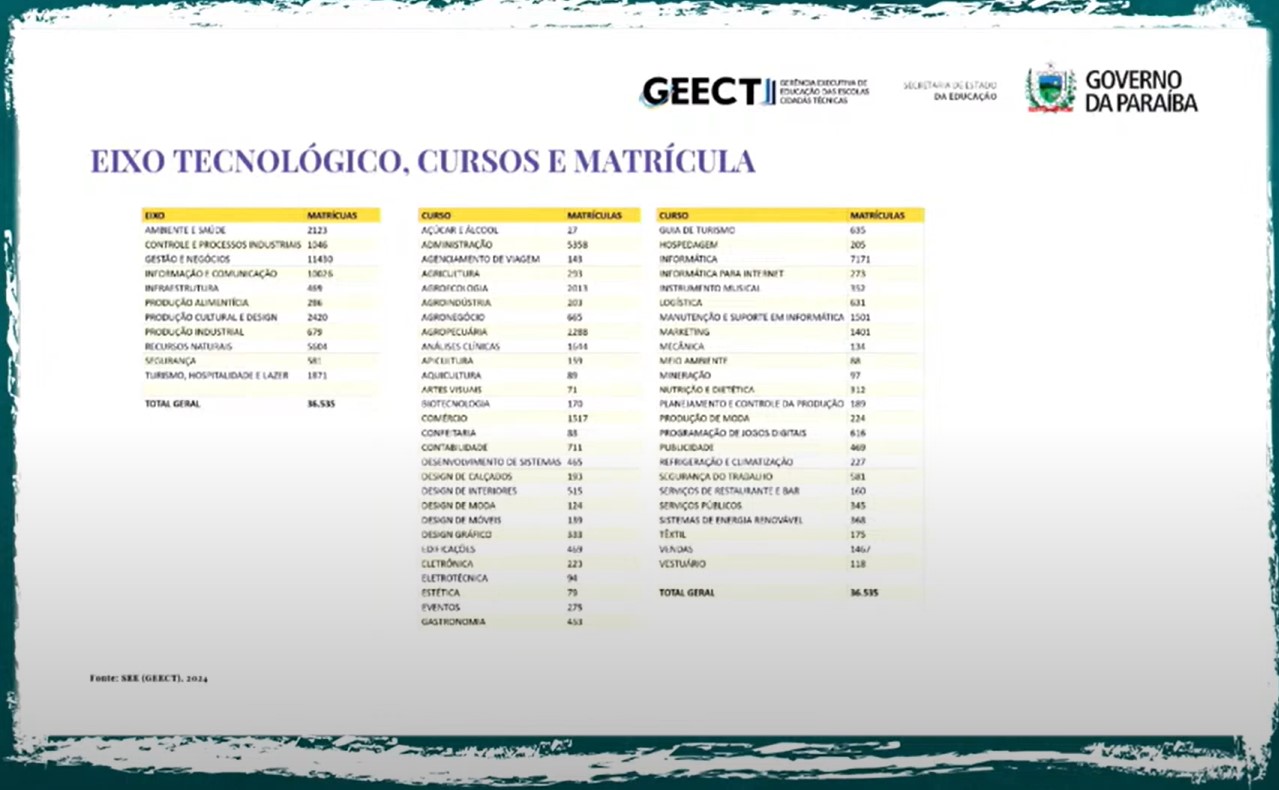 GEECT
GERÊNCIA EXECUTIVA DE
EDUCAÇÃO DAS ESCOLAS
CIDADÃS TÉCNICAS
SECRETARIA DE ESTADO
DA EDUCAÇÃO
GOVERNO
DA PARAÍBA
EIXO TECNOLÓGICO, CURSOS E MATRÍCULA
EIXO MATRÍCUAS
AMBIENTE E SAÚDE 2123
CONTROLE E PROCESSOS INDUSTRIAIS 1046
GESTÃO E NEGÓCIOS 11430
INFORMAÇÃO E COMUNICAÇÃO 10026
INFRAESTRUTURA 469
PRODUÇÃO ALIMENTÍCIA 286
PRODUÇÃO CULTURAL E DESIGN 2420
PRODUÇÃO INDUSTRIAL 679
RECURSOS NATURAIS 5604
SEGURANÇA 581
TURISMO, HOSPITALIDADE E LAZER 1871
TOTAL GERAL 36.535
CURSO MATRÍCULAS
AÇÚCAR E ÁLCOOL 27
ADMINISTRAÇÃO 5358
AGENCIAMENTO DE VIAGEM 143
AGRICULTURA 293
AGROECOLOGIA 2013
AGROINDÚSTRIA 203
AGRONEGÓCIO 665
AGROPECUÁRIA 2288
ANÁLISES CLÍNICAS 1644
APICULTURA 159
AQUICULTURA 89
ARTES VISUAIS 71
BIOTECNOLOGIA 170
COMÉRCIO 1517
CONFEITARIA 83
CONTABILIDADE 711
DESENVOLVIMENTO DE SISTEMAS 465
DESIGN DE CALÇADOS 193
DESIGN DE INTERIORES 515
DESIGN DE MODA 124
DESIGN DE MÓVEIS 139
DESIGN GRÁFICO 333
EDIFICAÇÕES 469
ELETRÔNICA 223
ELETROTÉCNICA 94
ESTÉTICA 79
EVENTOS 275
GASTRONOMIA 453
CURSO MATRÍCULAS
GUIA DE TURISMO 635
HOSPEDAGEM 205
INFORMÁTICA 7171
INFORMÁTICA PARA INTERNET 273
INSTRUMENTO MUSICAL 352
LOGÍSTICA 631
MANUTENÇÃO E SUPORTE EM INFORMÁTICA 1501
MARKETING 1401
MECÂNICA 134
MEIO AMBIENTE 88
MINERAÇÃO 97
NUTRIÇÃO E DIETÉTICA 312
PLANEJAMENTO E CONTROLE DA PRODUÇÃO 189
PRODUÇÃO DE MODA 224
PROGRAMAÇÃO DE JOGOS DIGITAIS 616
PUBLICIDADE 469
REFRIGERAÇÃO E CLIMATIZAÇÃO 227
SEGURANÇA DO TRABALHO 581
SERVIÇOS DE RESTAURANTE E BAR 160
SERVIÇOS PÚBLICOS 345
SISTEMAS DE ENERGIA RENOVÁVEL 368
TÊXTIL 175
VENDAS 1467
VESTUÁRIO 118
TOTAL GERAL 36.535
Fonte: SEE (GEECT), 2024